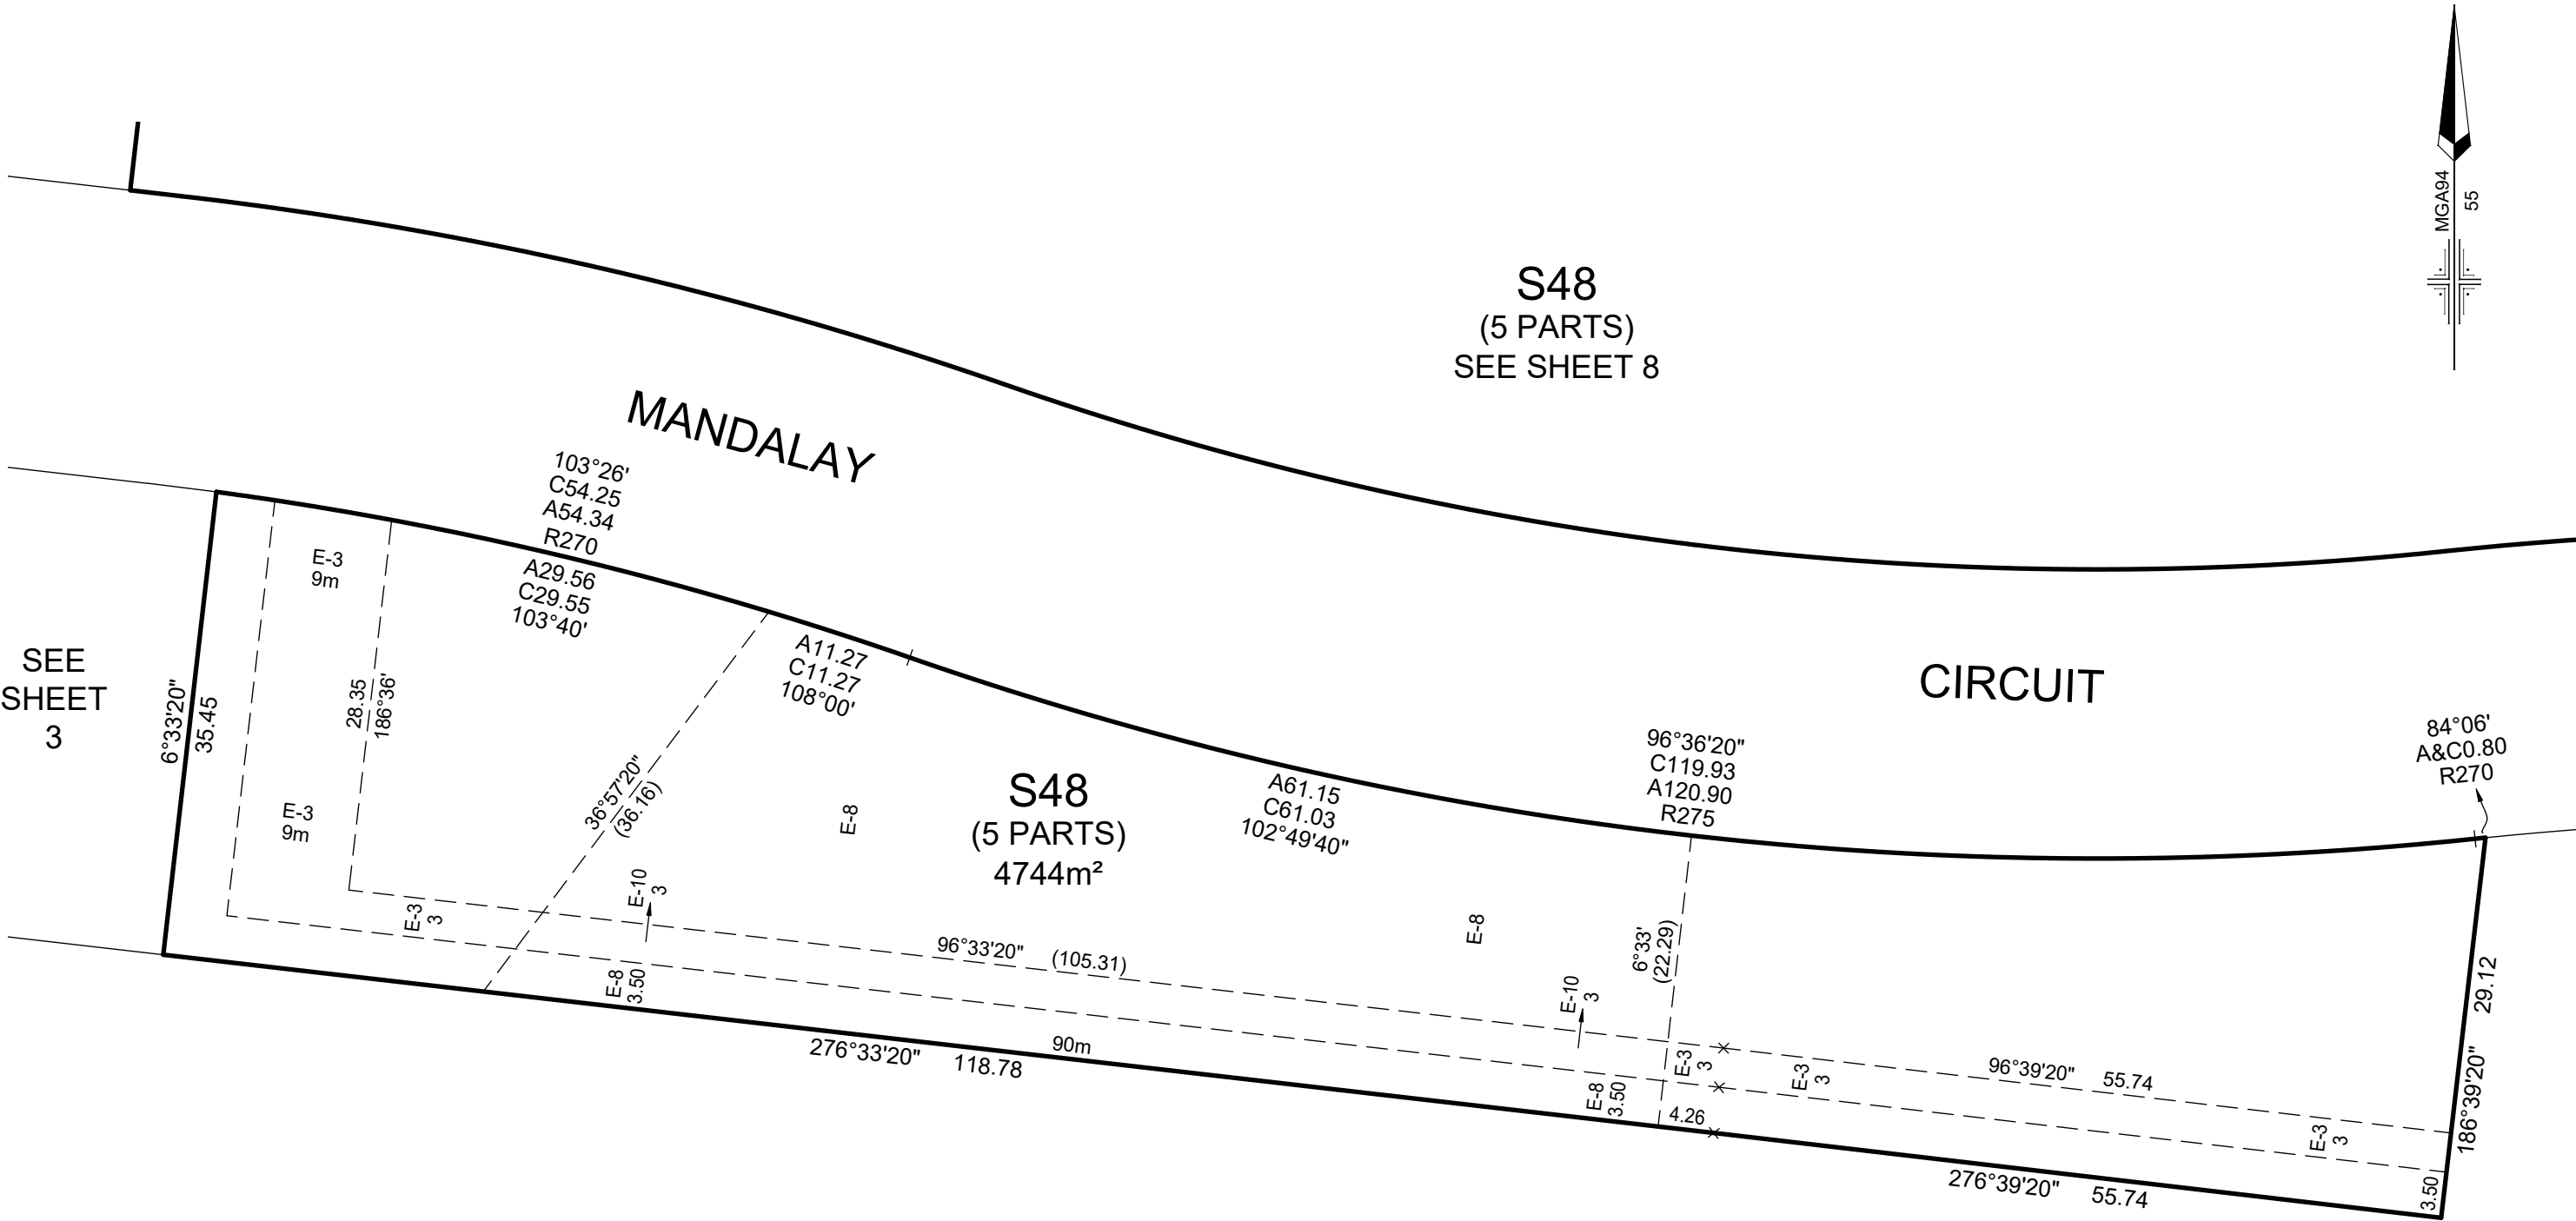 MGA94
55
S48
(5 PARTS)
SEE SHEET 8
MANDALAY
CIRCUIT
103°26'
C54.25
A54.34
R270
A29.56
C29.55
103°40'
E-3
9m
SEE
SHEET
3
6°33'20"
35.45
28.35
186°36'
A11.27
C11.27
108°00'
36°57'20"
(36.16)
E-3
9m
E-8
S48
(5 PARTS)
4744m²
A61.15
C61.03
102°49'40"
96°36'20"
C119.93
A120.90
R275
84°06'
A&C0.80
R270
E-10
3
E-3
3
E-8
3.50
96°33'20" (105.31)
E-8
6°33'
(22.29)
E-10
3
90m
276°33'20" 118.78
E-8
3.50
E-3
3
4.26
E-3
3
96°39'20" 55.74
E-3
3
29.12
186°39'20"
3.50
276°39'20" 55.74